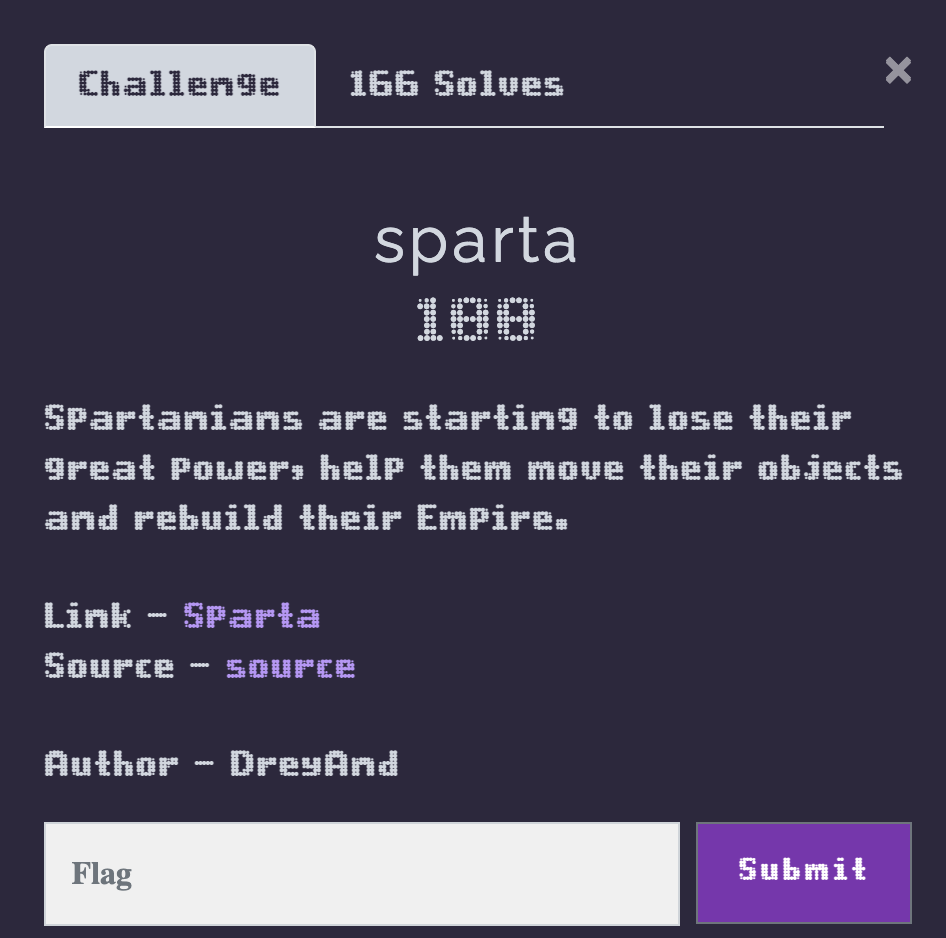 Challenge
166 Solves
×
sparta
100
Spartanians are starting to lose their
great power, help them move their objects
and rebuild their Empire.
Link - Sparta
Source - source
Author - DreyAnd
Flag
Submit